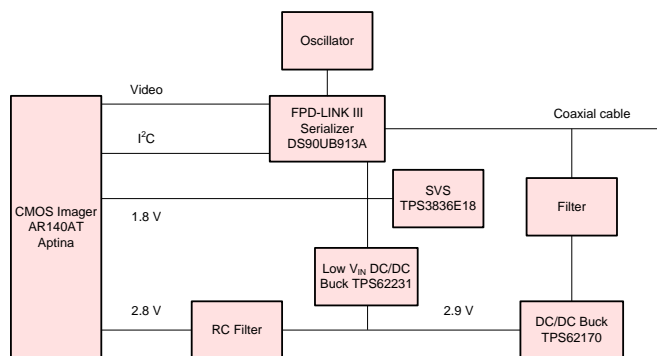 Oscillator
Video
FPD-LINK III
Serializer
DS90UB913A
Coaxial cable
I²C
CMOS Imager
AR140AT
Aptina
1.8 V
SVS
TPS3836E18
Filter
Low VIN DC/DC
Buck TPS62231
2.8 V
RC Filter
2.9 V
DC/DC Buck
TPS62170